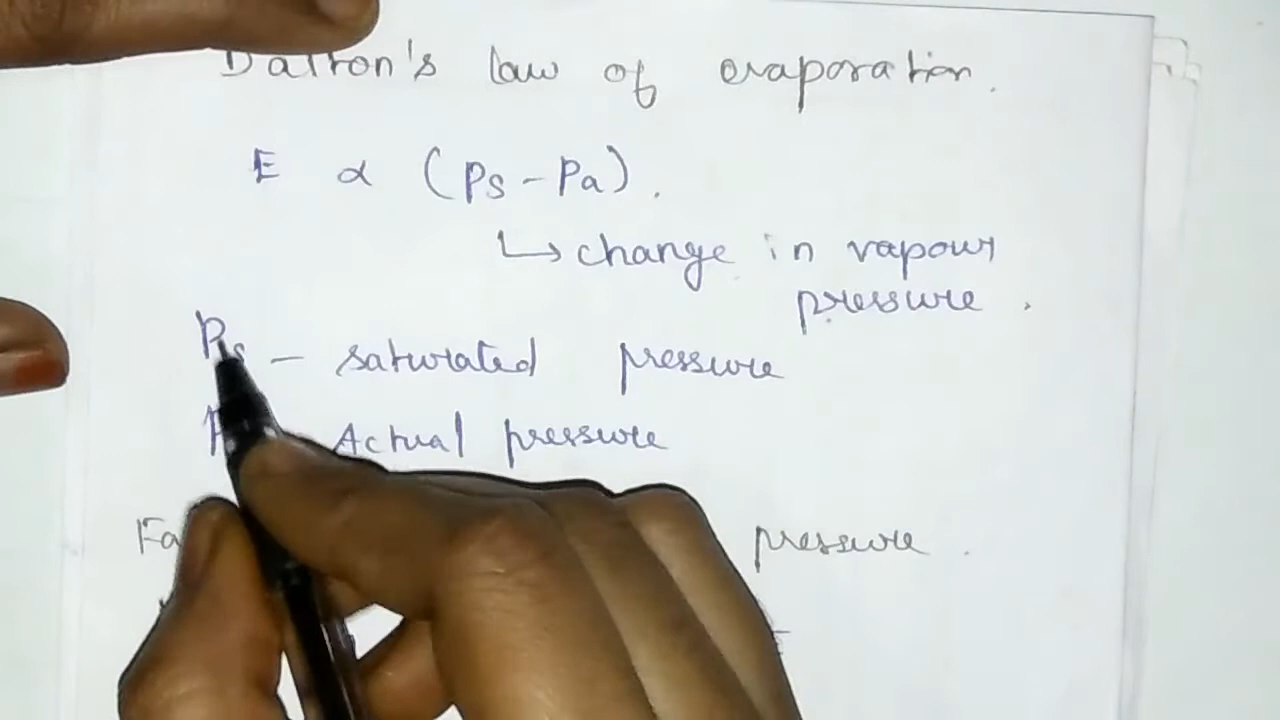 Dalton's law of evaporation.
E ∝ (Ps - Pa).
↳ change in vapour
pressure.
Ps - saturated pressure
Actual pressure
pressure.